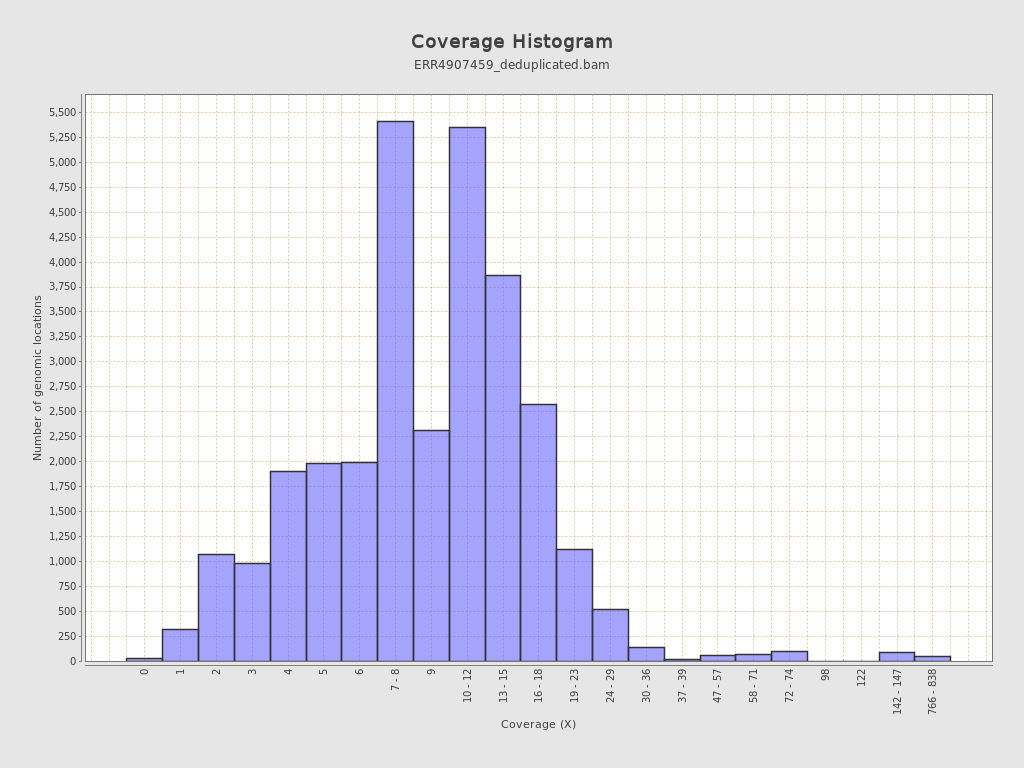 Coverage Histogram
ERR4907459_deduplicated.bam
Number of genomic locations
5,500
5,250
5,000
4,750
4,500
4,250
4,000
3,750
3,500
3,250
3,000
2,750
2,500
2,250
2,000
1,750
1,500
1,250
1,000
750
500
250
0
0
1
2
3
4
5
6
7 - 8
9
10 - 12
13 - 15
16 - 18
19 - 23
24 - 29
30 - 36
37 - 39
47 - 57
58 - 71
72 - 74
98
122
142 - 147
766 - 838
Coverage (X)